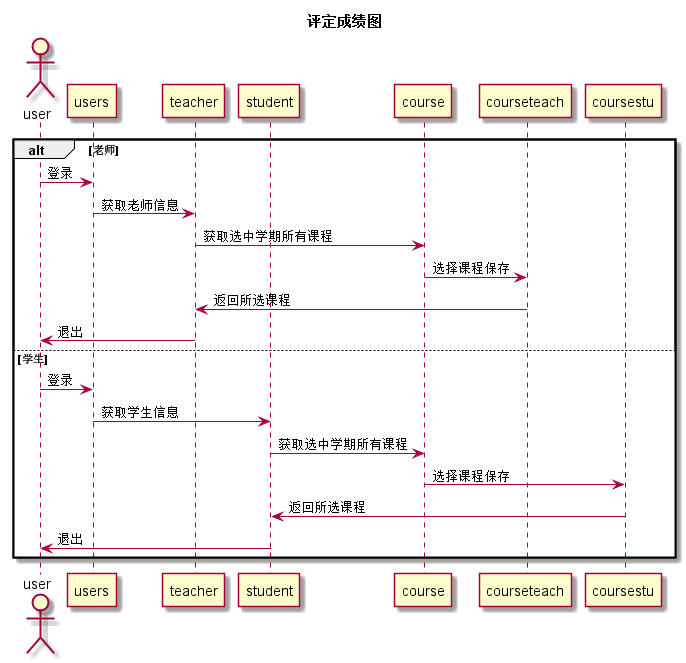 评定成绩图
user
users
teacher
student
course
courseteach
coursestu
alt
[老师]
登录
获取老师信息
获取选中学期所有课程
选择课程保存
返回所选课程
退出
[学生]
登录
获取学生信息
获取选中学期所有课程
选择课程保存
返回所选课程
退出
user
users
teacher
student
course
courseteach
coursestu